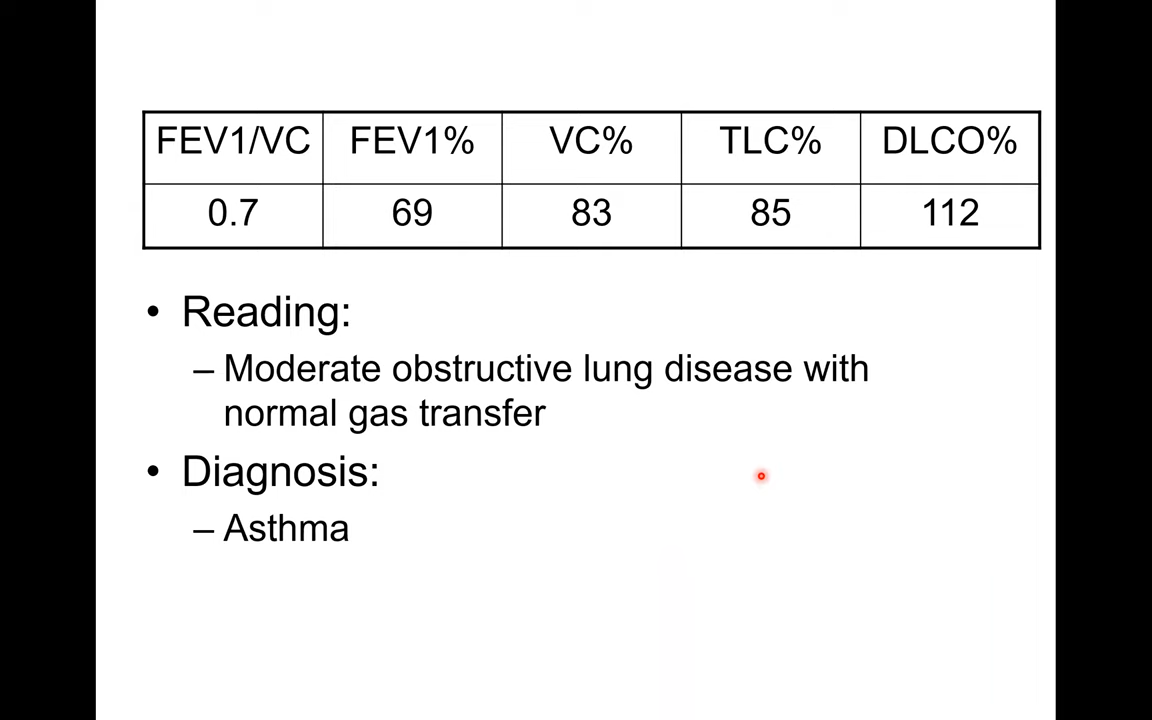 FEV1/VC FEV1% VC% TLC% DLCO%
0.7 69 83 85 112
• Reading:
– Moderate obstructive lung disease with
normal gas transfer
• Diagnosis:
– Asthma